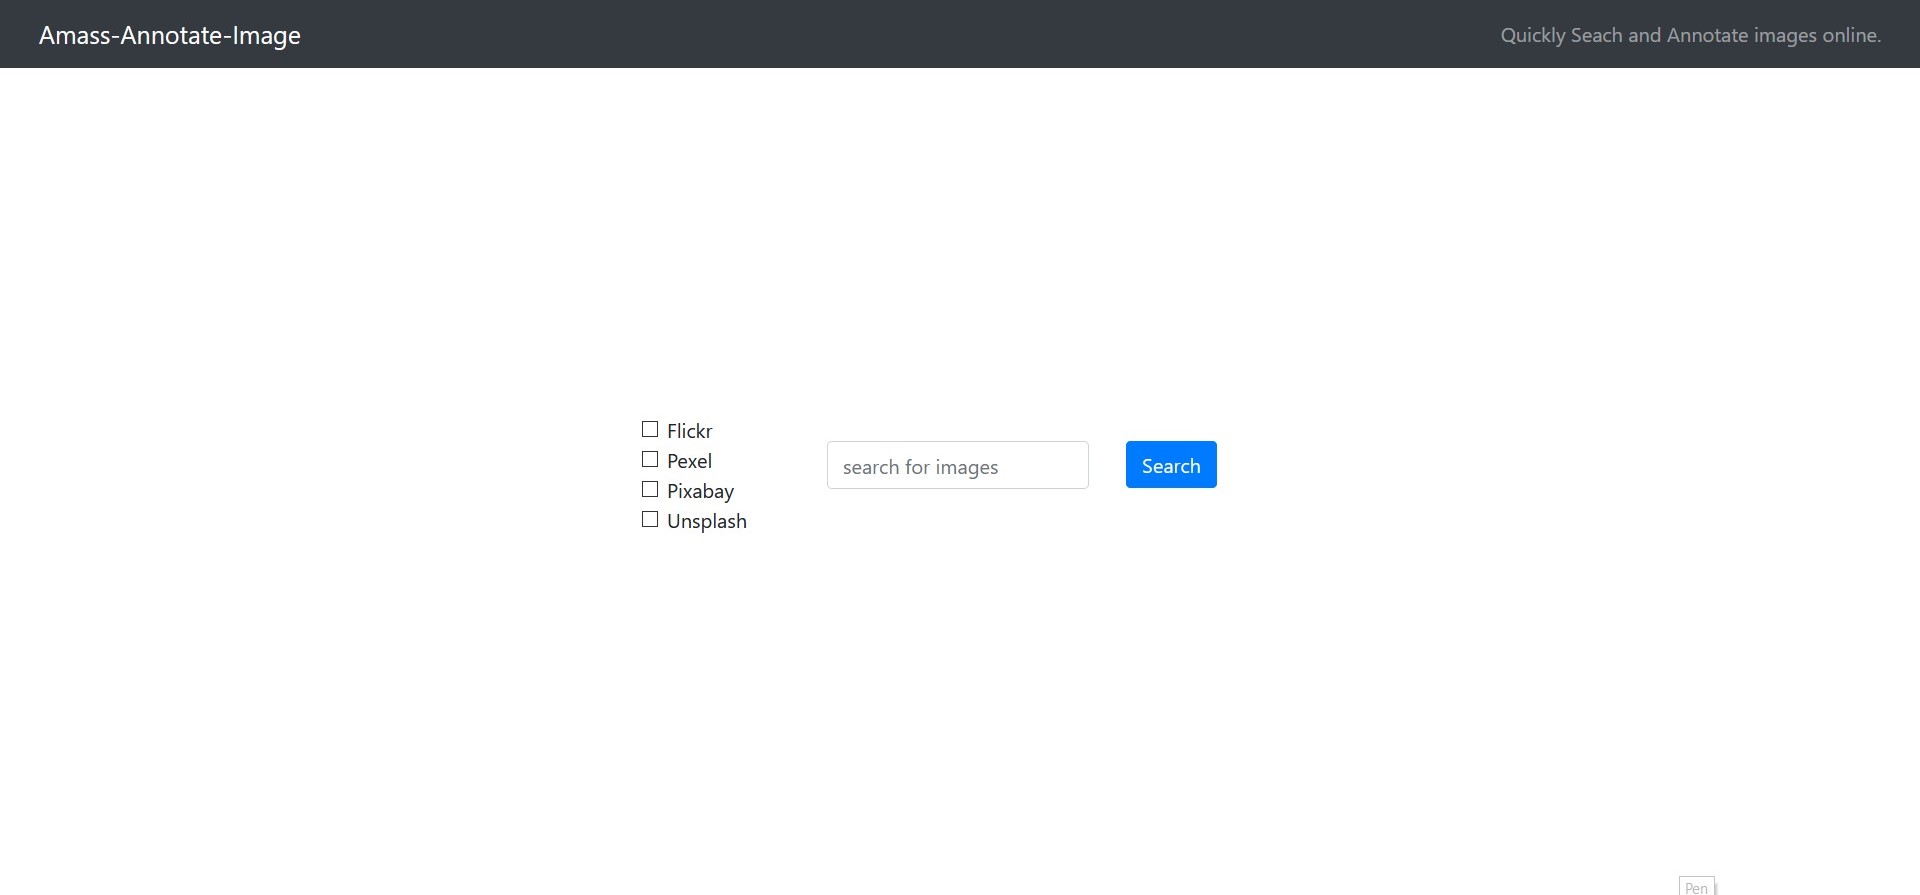 Amass-Annotate-Image
Quickly Seach and Annotate images online.
Flickr
Pexel
Pixabay
Unsplash
search for images
Search
Pen